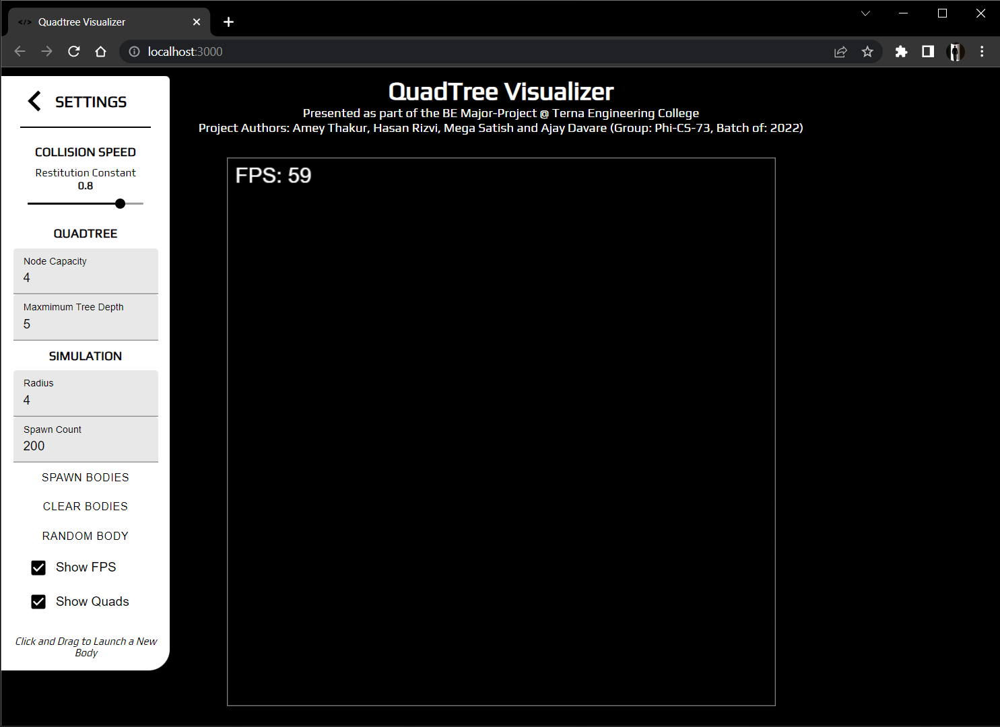 </> Quadtree Visualizer
localhost:3000
SETTINGS
COLLISION SPEED
Restitution Constant
0.8
QUADTREE
Node Capacity
4
Maxmimum Tree Depth
5
SIMULATION
Radius
4
Spawn Count
200
SPAWN BODIES
CLEAR BODIES
RANDOM BODY
Show FPS
Show Quads
Click and Drag to Launch a New
Body
QuadTree Visualizer
Presented as part of the BE Major-Project @ Terna Engineering College
Project Authors: Amey Thakur, Hasan Rizvi, Mega Satish and Ajay Davare (Group: Phi-CS-73, Batch of: 2022)
FPS: 59